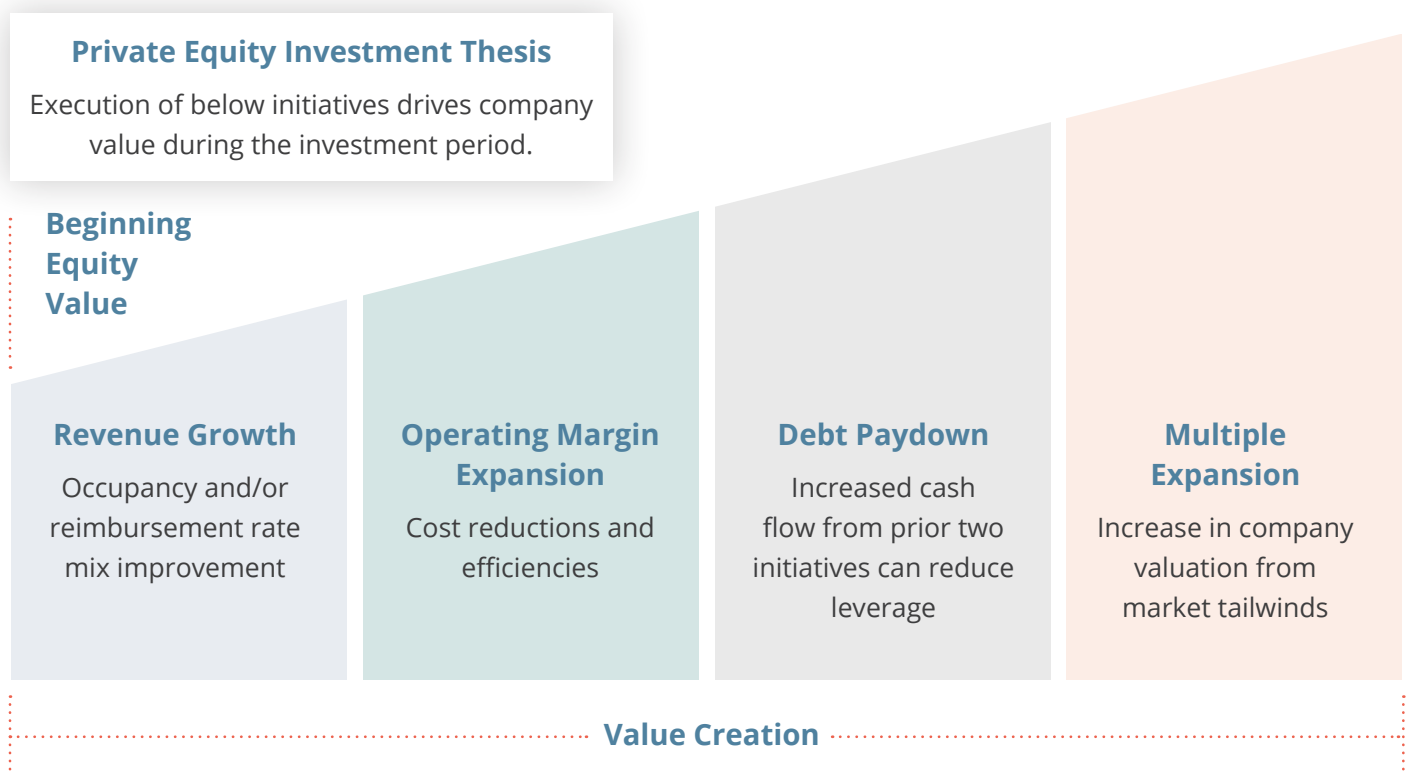 Private Equity Investment Thesis
Execution of below initiatives drives company
value during the investment period.
Beginning
Equity
Value
Revenue Growth
Occupancy and/or
reimbursement rate
mix improvement
Operating Margin
Expansion
Cost reductions and
efficiencies
Debt Paydown
Increased cash
flow from prior two
initiatives can reduce
leverage
Multiple
Expansion
Increase in company
valuation from
market tailwinds
Value Creation